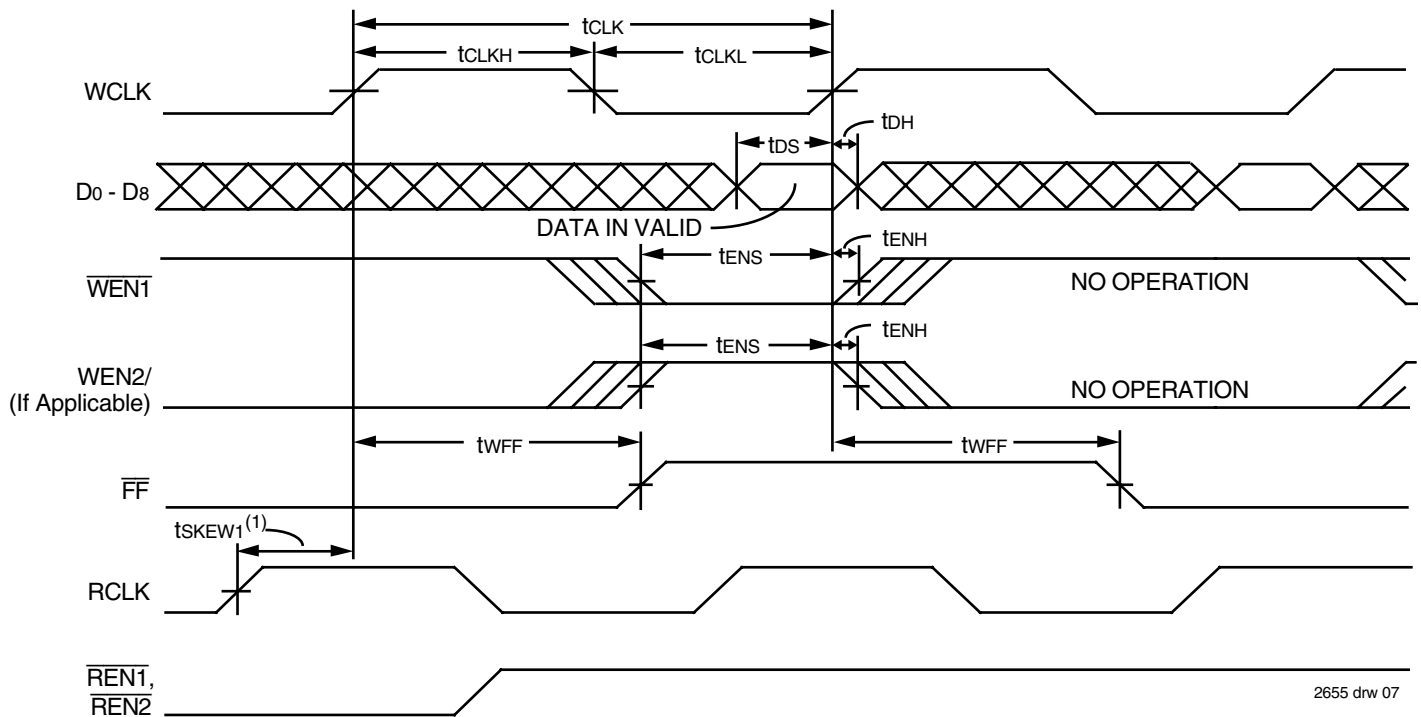 tCLK
tCLKH
tCLKL
WCLK
tDH
tDS
D0 - D8
DATA IN VALID
tENH
tENS
WEN1
NO OPERATION
tENH
tENS
WEN2/
(If Applicable)
NO OPERATION
tWFF
tWFF
FF
tSKEW1(1)
RCLK
REN1,
REN2
2655 drw 07